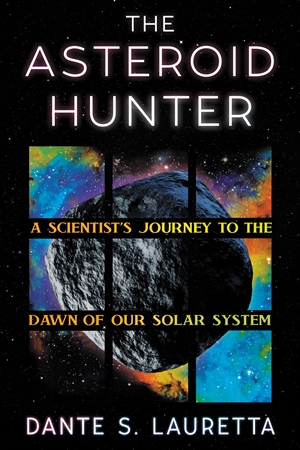 THE
ASTEROID
HUNTER
A SCIENTIST'S JOURNEY TO THE
DAWN OF OUR SOLAR SYSTEM
DANTE S. LAURETTA